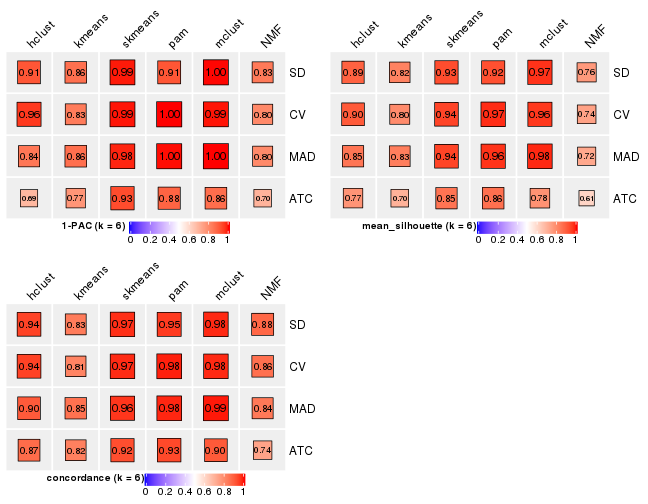 hclust kmeans skmeans pam mclust NMF
0.91 0.86 0.99 0.91 1.00 0.83 SD
0.96 0.83 0.99 1.00 0.99 0.80 CV
0.84 0.86 0.98 1.00 1.00 0.80 MAD
0.69 0.77 0.93 0.88 0.86 0.70 ATC
1-PAC (k = 6)
0 0.2 0.4 0.6 0.8 1
hclust kmeans skmeans pam mclust NMF
0.89 0.82 0.93 0.92 0.97 0.76 SD
0.90 0.80 0.94 0.97 0.96 0.74 CV
0.85 0.83 0.94 0.96 0.98 0.72 MAD
0.77 0.70 0.85 0.86 0.78 0.61 ATC
mean_silhouette (k = 6)
0 0.2 0.4 0.6 0.8 1
hclust kmeans skmeans pam mclust NMF
0.94 0.83 0.97 0.95 0.98 0.88 SD
0.94 0.81 0.97 0.98 0.98 0.86 CV
0.90 0.85 0.96 0.98 0.99 0.84 MAD
0.87 0.82 0.92 0.93 0.90 0.74 ATC
concordance (k = 6)
0 0.2 0.4 0.6 0.8 1